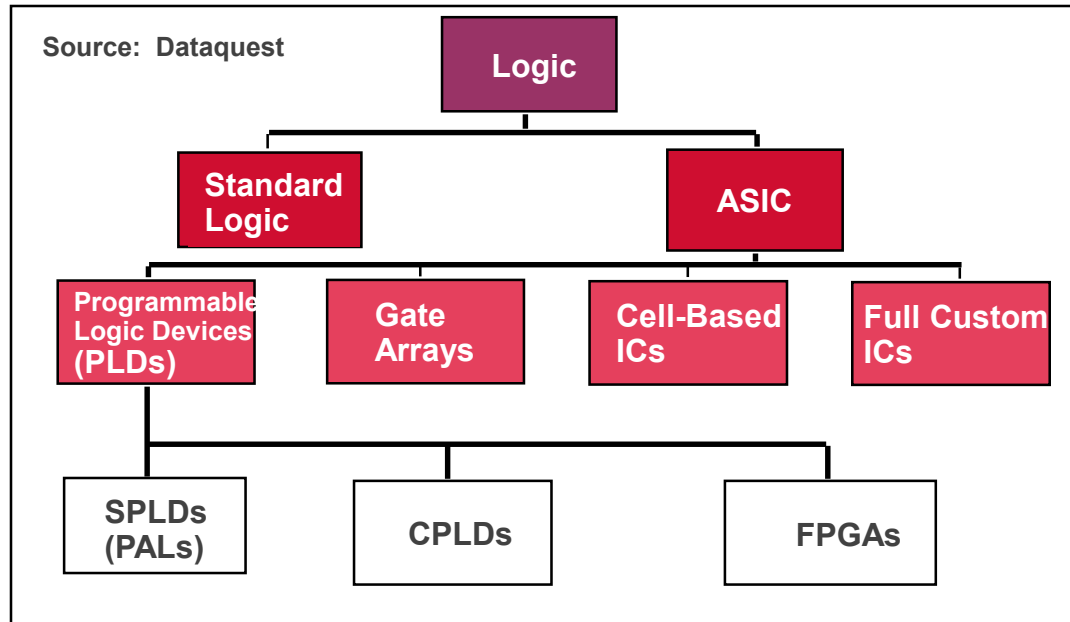 Source: Dataquest
Logic
Standard
Logic
ASIC
Programmable
Logic Devices
(PLDs)
Gate
Arrays
Cell-Based
ICs
Full Custom
ICs
SPLDs
(PALs)
CPLDs
FPGAs